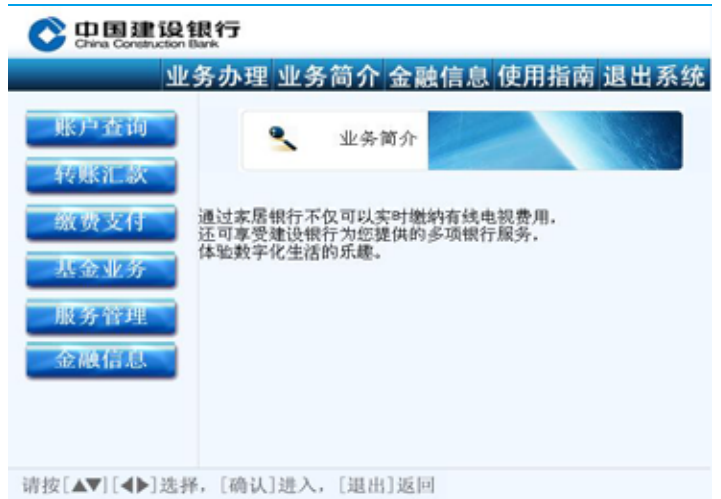 中国建设银行
China Construction Bank
业务办理 业务简介 金融信息 使用指南 退出系统
账户查询
转账汇款
缴费支付
基金业务
服务管理
金融信息
业务简介
通过家居银行不仅可以实时缴纳有线电视费用，
还可享受建设银行为您提供的多项银行服务，
体验数字化生活的乐趣。
请按[▲▼][◀▶]选择，[确认]进入，[退出]返回